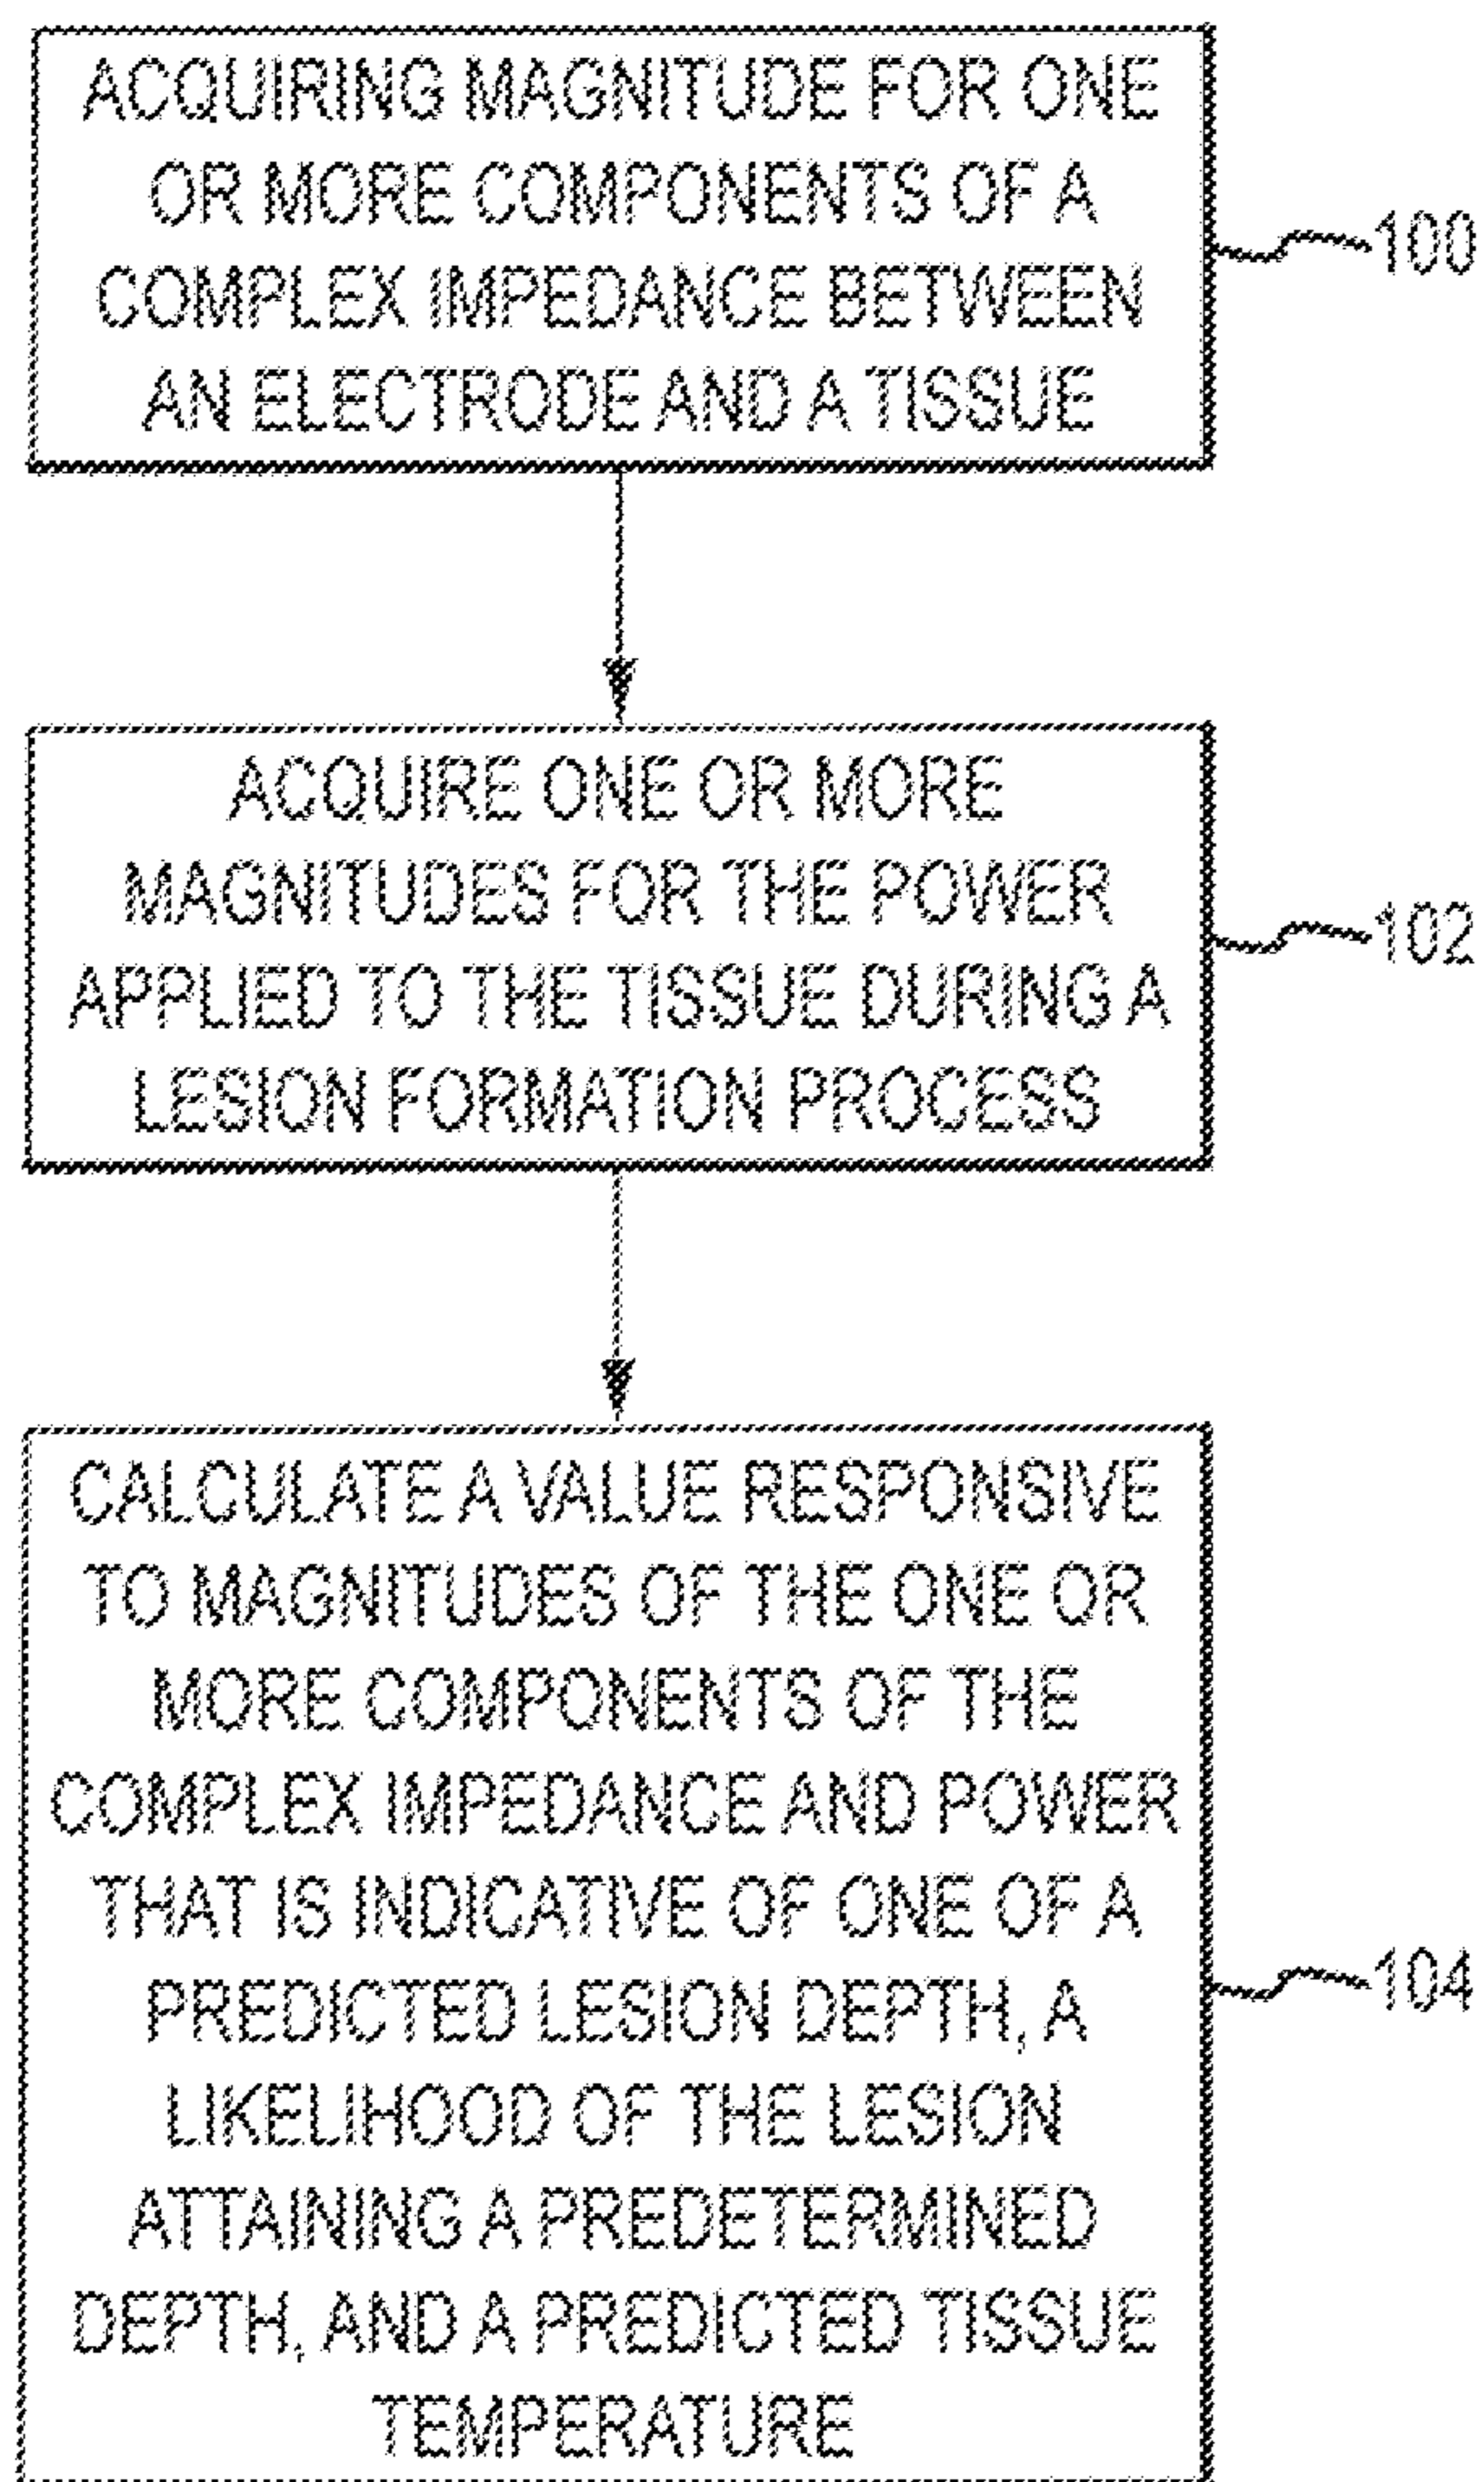 ACQUIRING MAGNITUDE FOR ONE
OR MORE COMPONENTS OF A
COMPLEX IMPEDANCE BETWEEN
AN ELECTRODE AND A TISSUE
100
ACQUIRE ONE OR MORE
MAGNITUDES FOR THE POWER
APPLIED TO THE TISSUE DURING A
LESION FORMATION PROCESS
102
CALCULATE A VALUE RESPONSIVE
TO MAGNITUDES OF THE ONE OR
MORE COMPONENTS OF THE
COMPLEX IMPEDANCE AND POWER
THAT IS INDICATIVE OF ONE OF A
PREDICTED LESION DEPTH, A
LIKELIHOOD OF THE LESION
ATTAINING A PREDETERMINED
DEPTH, AND A PREDICTED TISSUE
TEMPERATURE
104